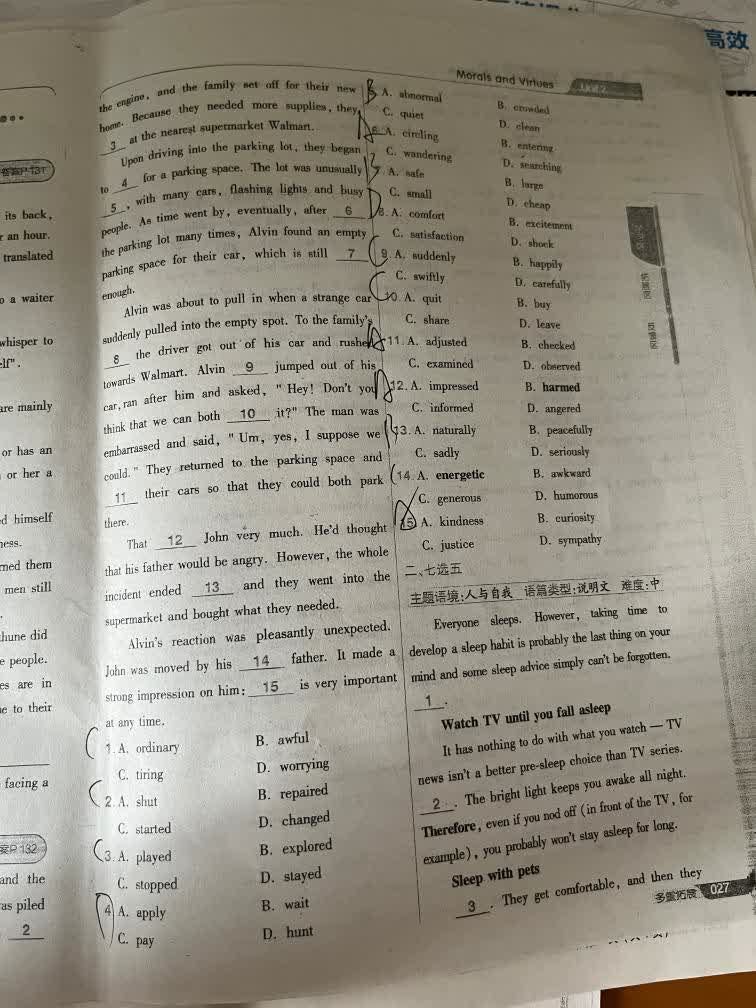 高效
Morals and Virtues
答案P·131
its back,
r an hour.
translated
o a waiter
whisper to
elf".
are mainly
or has an
or her a
d himself
ness.
med them
men still
thune did
e people.
es are in
ne to their
facing a
案P.132
and the
as piled
2
the engine, and the family set off for their new
home. Because they needed more supplies, they
3 at the nearest supermarket Walmart.
Upon driving into the parking lot, they began
to 4 for a parking space. The lot was unusually
5 , with many cars, flashing lights and busy
people. As time went by, eventually, after 6
the parking lot many times, Alvin found an empty
parking space for their car, which is still 7
enough.
Alvin was about to pull in when a strange car
suddenly pulled into the empty spot. To the family's
8 the driver got out of his car and rushed
towards Walmart. Alvin 9 jumped out of his
car, ran after him and asked, "Hey! Don't you
think that we can both 10 it?" The man was
embarrassed and said, "Um, yes, I suppose we
could." They returned to the parking space and
11 their cars so that they could both park
there.
That 12 John very much. He'd thought
that his father would be angry. However, the whole
incident ended 13 and they went into the
supermarket and bought what they needed.
Alvin's reaction was pleasantly unexpected.
John was moved by his 14 father. It made a
strong impression on him: 15 is very important
at any time.
1. A. ordinary B. awful
C. tiring D. worrying
2. A. shut B. repaired
C. started D. changed
3. A. played B. explored
C. stopped D. stayed
4. A. apply B. wait
C. pay D. hunt
5. A. abnormal B. crowded
C. quiet D. clean
6. A. circling B. entering
C. wandering D. searching
7. A. safe B. large
C. small D. cheap
8. A. comfort B. excitement
C. satisfaction D. shock
9. A. suddenly B. happily
C. swiftly D. carefully
10. A. quit B. buy
C. share D. leave
11. A. adjusted B. checked
C. examined D. observed
12. A. impressed B. harmed
C. informed D. angered
13. A. naturally B. peacefully
C. sadly D. seriously
14. A. energetic B. awkward
C. generous D. humorous
15. A. kindness B. curiosity
C. justice D. sympathy
二、七选五
主题语境:人与自我 语篇类型:说明文 难度:中
Everyone sleeps. However, taking time to
develop a sleep habit is probably the last thing on your
mind and some sleep advice simply can't be forgotten.
1 .
Watch TV until you fall asleep
It has nothing to do with what you watch — TV
news isn't a better pre-sleep choice than TV series.
2 . The bright light keeps you awake all night.
Therefore, even if you nod off (in front of the TV, for
example), you probably won't stay asleep for long.
Sleep with pets
3 . They get comfortable, and then they
027